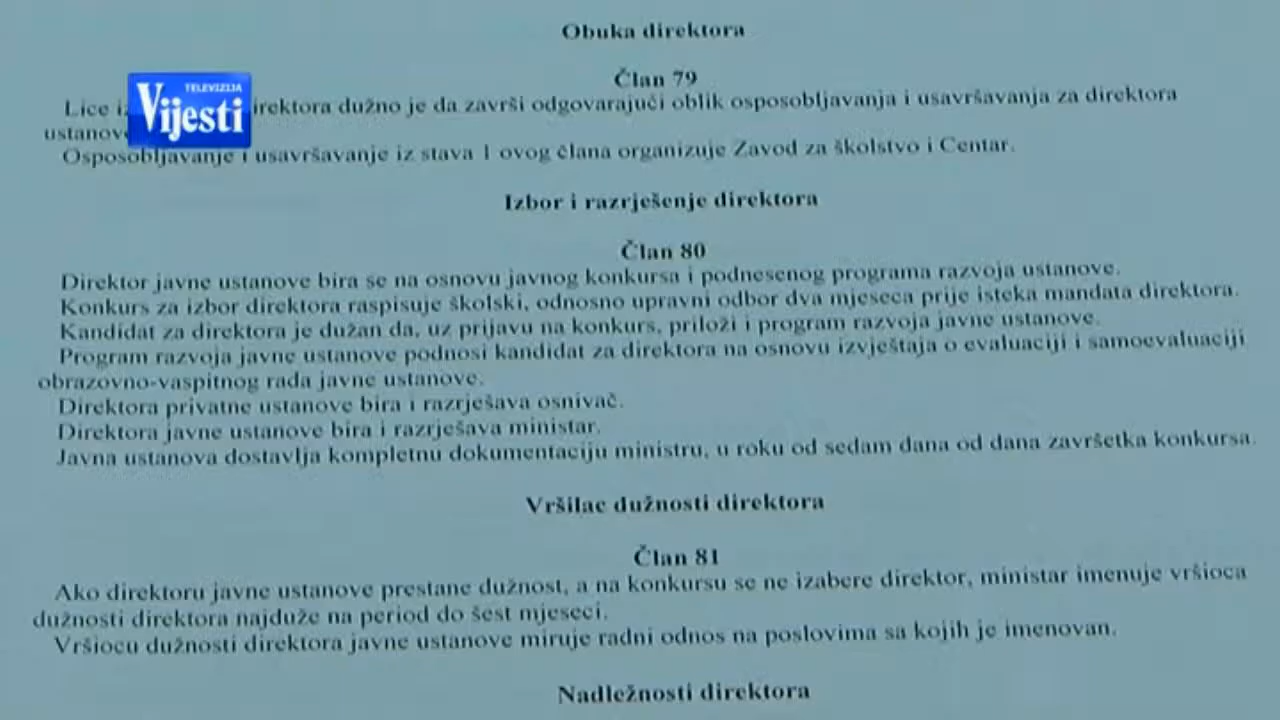 Obuka direktora
Član 79
TELEVIZIJA
Vijesti
Lice direktora dužno je da završi odgovarajući oblik osposobljavanja i usavršavanja za direktora
ustanove
Osposobljavanje i usavršavanje iz stava 1 ovog člana organizuje Zavod za školstvo i Centar.
Izbor i razrješenje direktora
Član 80
Direktor javne ustanove bira se na osnovu javnog konkursa i podnesenog programa razvoja ustanove.
Konkurs za izbor direktora raspisuje školski, odnosno upravni odbor dva mjeseca prije isteka mandata direktora.
Kandidat za direktora je dužan da, uz prijavu na konkurs, priloži i program razvoja javne ustanove.
Program razvoja javne ustanove podnosi kandidat za direktora na osnovu izvještaja o evaluaciji i samoevaluaciji
obrazovno-vaspitnog rada javne ustanove.
Direktora privatne ustanove bira i razrješava osnivač.
Direktora javne ustanove bira i razrješava ministar.
Javna ustanova dostavlja kompletnu dokumentaciju ministru, u roku od sedam dana od dana završetka konkursa.
Vršilac dužnosti direktora
Član 81
Ako direktoru javne ustanove prestane dužnost, a na konkursu se ne izabere direktor, ministar imenuje vršioca
dužnosti direktora najduže na period do šest mjeseci.
Vršiocu dužnosti direktora javne ustanove miruje radni odnos na poslovima sa kojih je imenovan.
Nadležnosti direktora